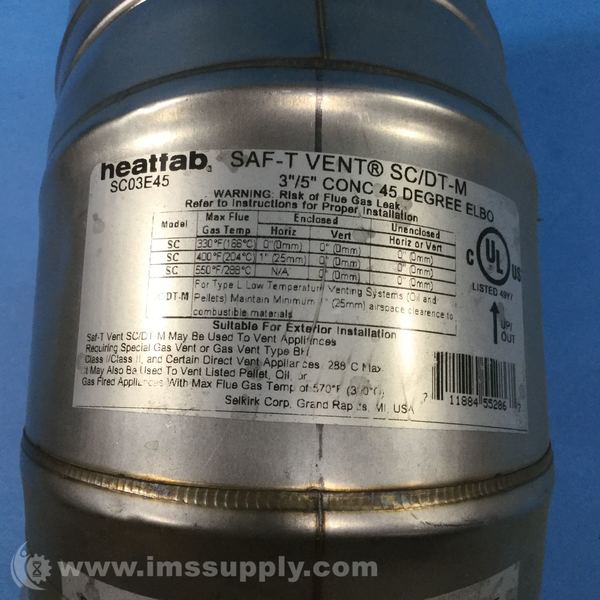 heatfab® SAF-T VENT® SC/DT-M
SC03E45 3"/5" CONC 45 DEGREE ELBO
WARNING: Risk of Flue Gas Leak
Refer to Instructions for Proper Installation
Model Max Flue Gas Temp Enclosed Horiz Vert Unenclosed Horiz or Vert
SC 330°F(166°C) 0" (0mm) 0" (0mm) 0" (0mm)
SC 400°F(204°C) 1" (25mm) 0" (0mm) 0" (0mm)
SC 550°F/288°C N/A 0" (0mm) 0" (0mm)
DT-M For Type L Low Temperature Venting Systems (Oil and
Pellets) Maintain Minimum 1" (25mm) airspace clearance to
combustible materials
C UL US
LISTED
UP/
OUT
Suitable For Exterior Installation
Saf-T Vent SC/DT-M May Be Used To Vent Appliances
Requiring Special Gas Vent or Gas Vent Type BH
Class I/Class II, and Certain Direct Vent Appliances, 288°C Max
It May Also Be Used To Vent Listed Pellet, Oil, or
Gas Fired Appliances With Max Flue Gas Temp of 570°F
Selkirk Corp, Grand Rapids, MI, USA
7 11884 55286 7
www.imssupply.com